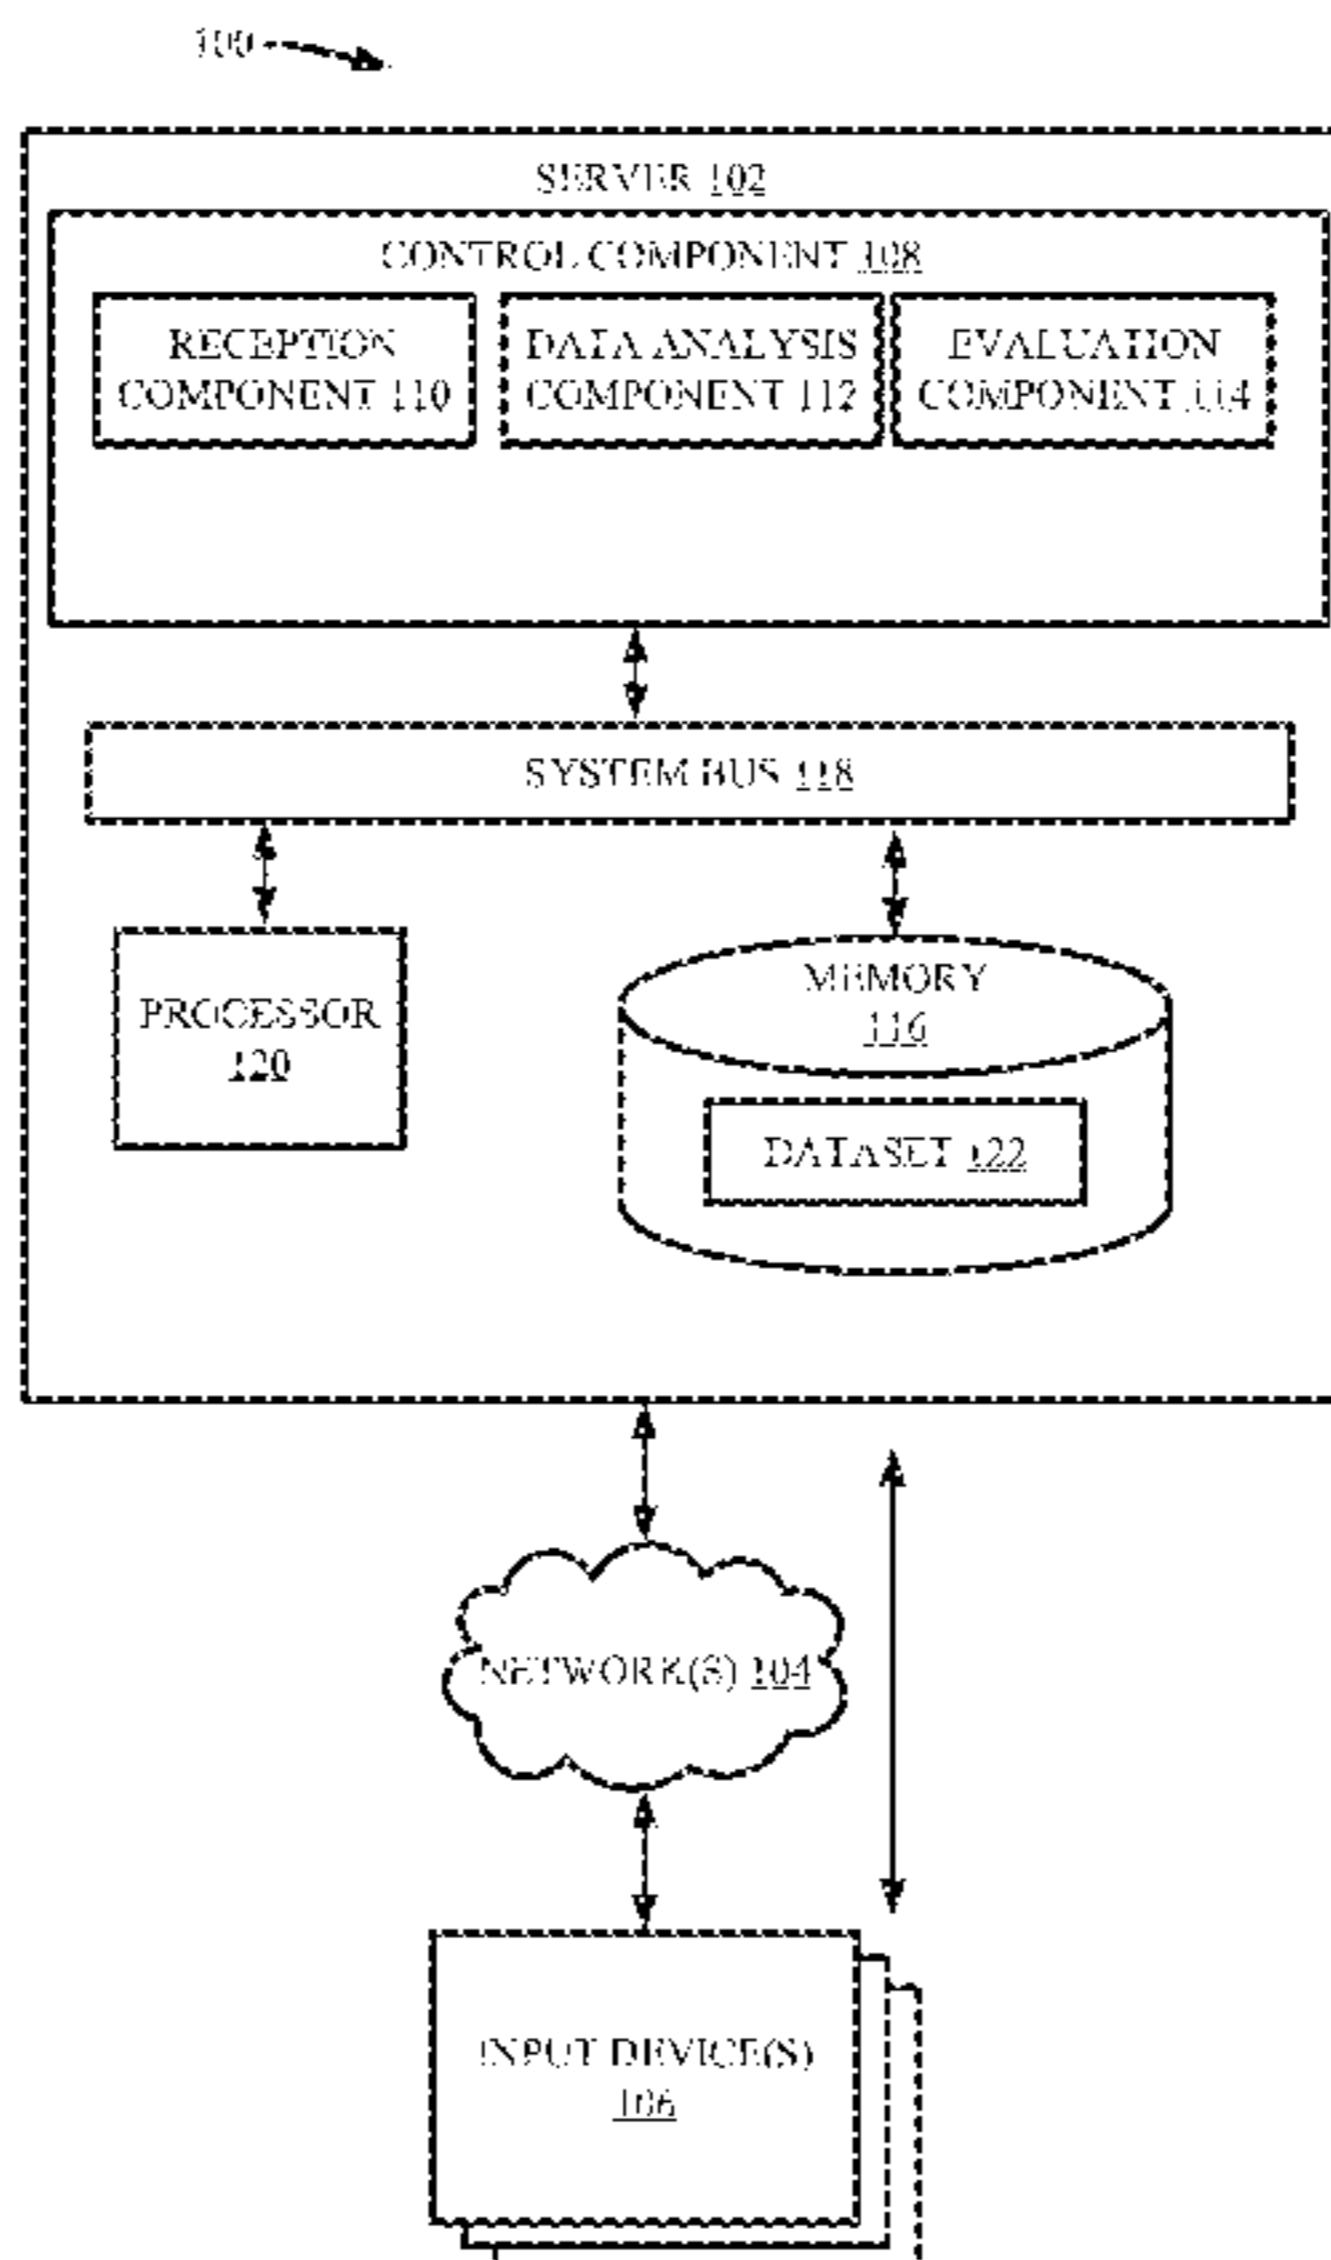 100
SERVER 102
CONTROL COMPONENT 108
RECEPTION
COMPONENT 110
DATA ANALYSIS
COMPONENT 112
EVALUATION
COMPONENT 114
SYSTEM BUS 118
PROCESSOR
120
MEMORY
116
DATASET 122
NETWORK(S) 104
INPUT DEVICE(S)
106